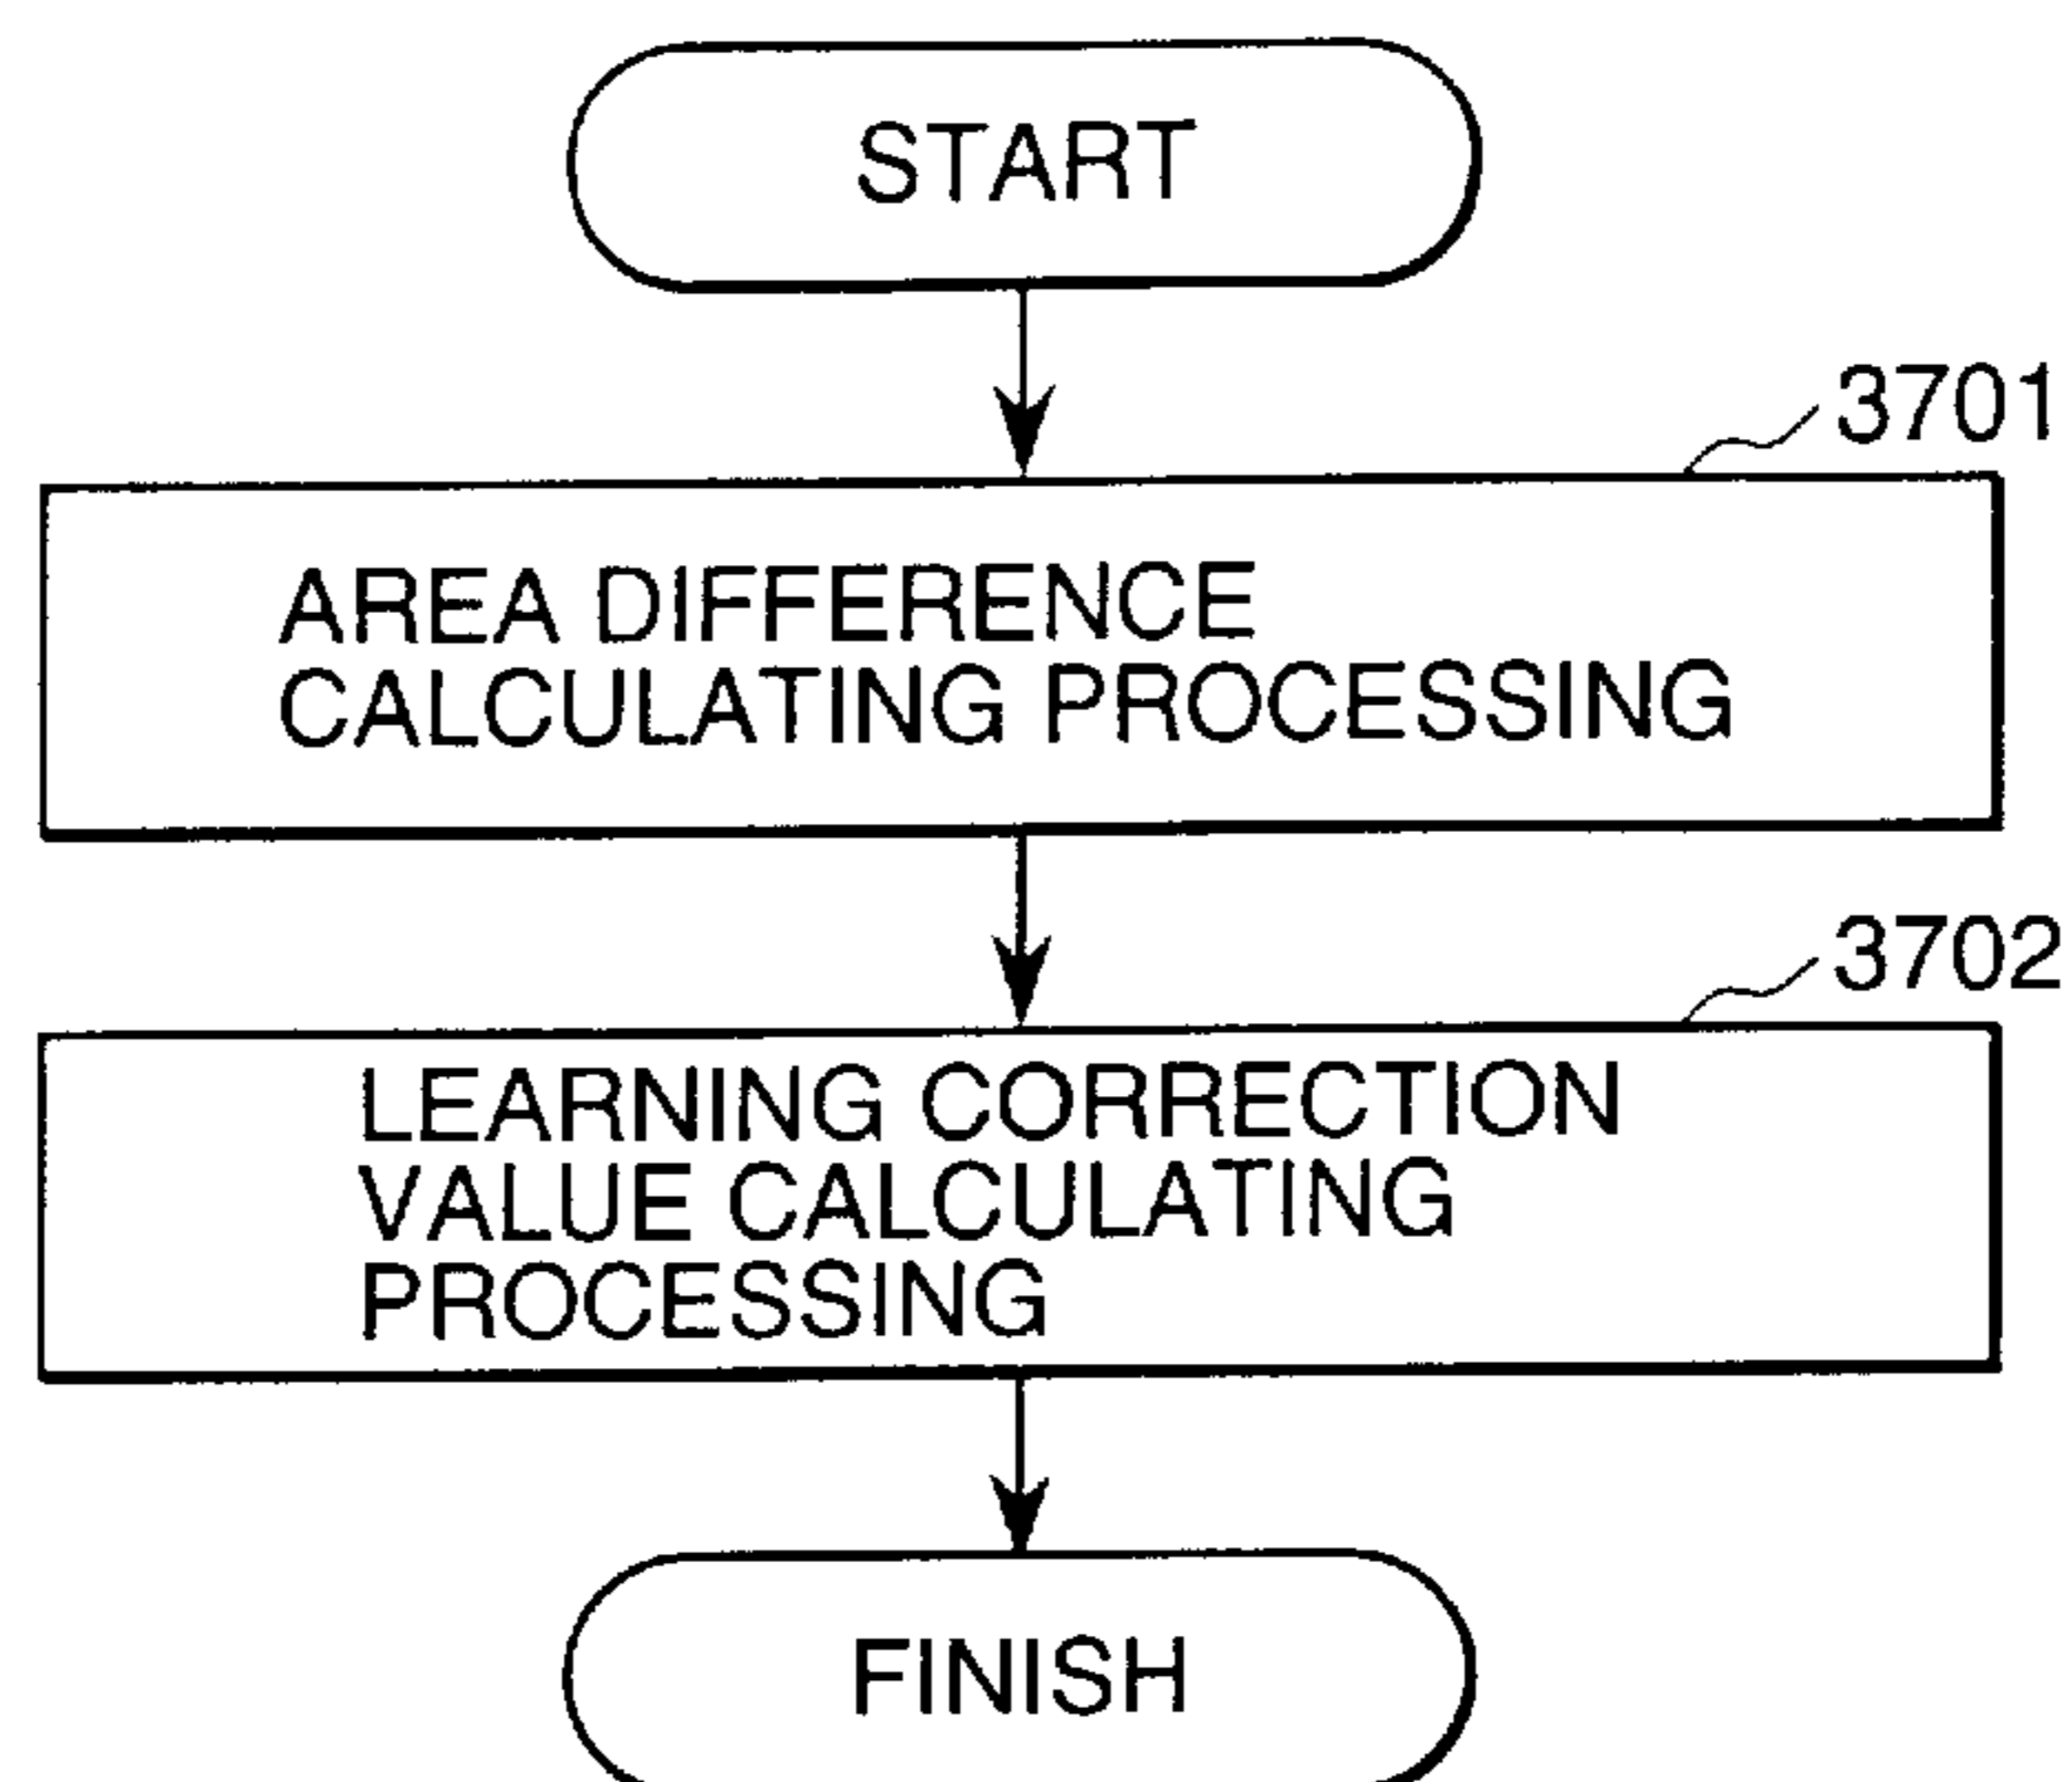 START
3701
AREA DIFFERENCE
CALCULATING PROCESSING
3702
LEARNING CORRECTION
VALUE CALCULATING
PROCESSING
FINISH